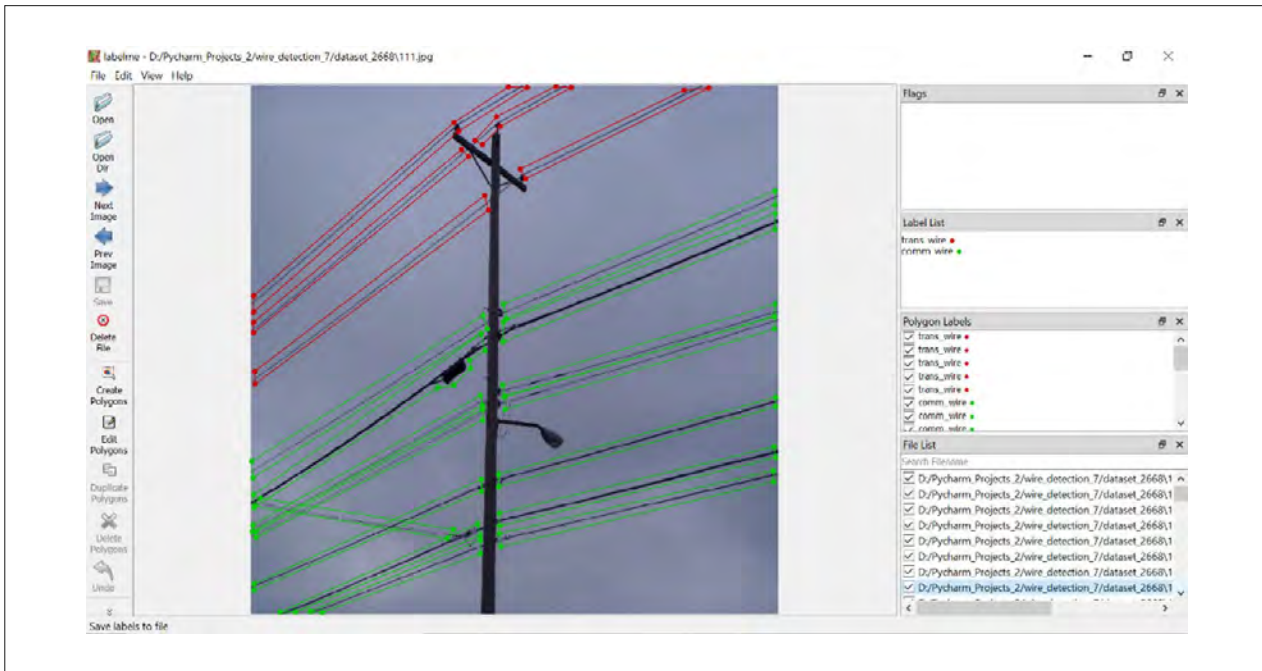 labelme - D:/Pycharm_Projects_2/wire_detection_7/dataset_2668\111.jpg
File Edit View Help
Open
Open
Dir
Next
Image
Prev
Image
Save
Delete
File
Create
Polygons
Edit
Polygons
Duplicate
Polygons
Delete
Polygons
Undo
Save labels to file
Flags
Label List
trans_wire
comm_wire
Polygon Labels
trans_wire
trans_wire
trans_wire
trans_wire
trans_wire
comm_wire
comm_wire
comm_wire
File List
Search Filename
D:/Pycharm_Projects_2/wire_detection_7/dataset_2668\1
D:/Pycharm_Projects_2/wire_detection_7/dataset_2668\1
D:/Pycharm_Projects_2/wire_detection_7/dataset_2668\1
D:/Pycharm_Projects_2/wire_detection_7/dataset_2668\1
D:/Pycharm_Projects_2/wire_detection_7/dataset_2668\1
D:/Pycharm_Projects_2/wire_detection_7/dataset_2668\1
D:/Pycharm_Projects_2/wire_detection_7/dataset_2668\1
D:/Pycharm_Projects_2/wire_detection_7/dataset_2668\1